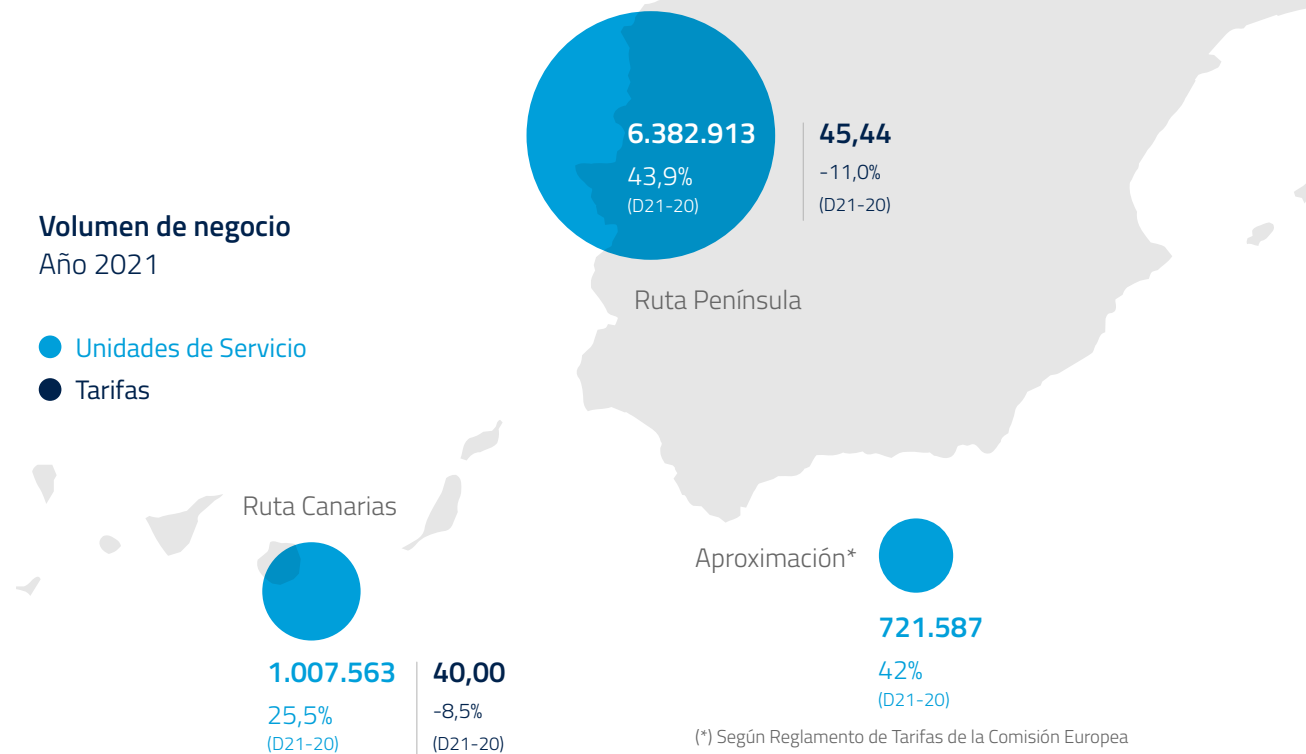 Volumen de negocio
Año 2021
Unidades de Servicio
Tarifas
6.382.913
43,9%
(D21-20)
45,44
-11,0%
(D21-20)
Ruta Península
Ruta Canarias
1.007.563
25,5%
(D21-20)
40,00
-8,5%
(D21-20)
Aproximación*
721.587
42%
(D21-20)
(*) Según Reglamento de Tarifas de la Comisión Europea